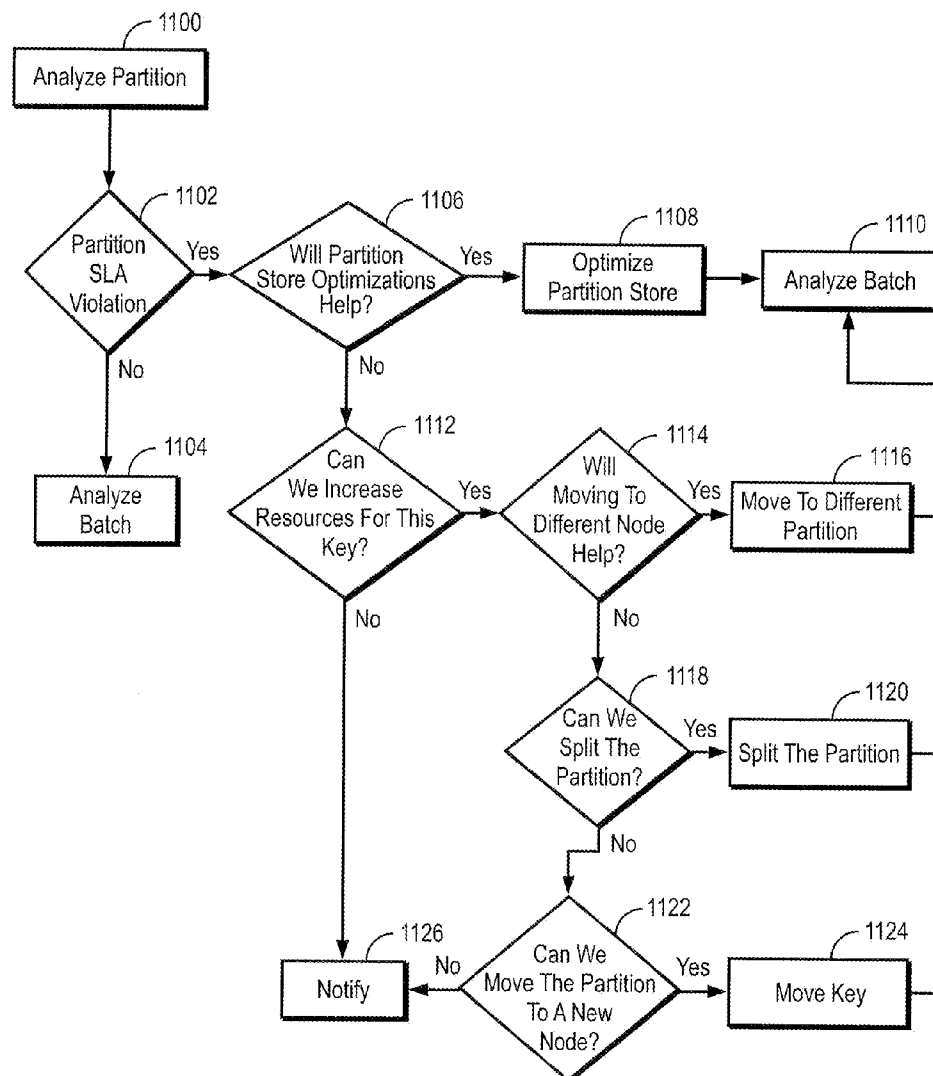 1100
Analyze Partition
1102
Partition
SLA
Violation
Yes
No
1104
Analyze
Batch
1106
Will Partition
Store Optimizations
Help?
Yes
No
1108
Optimize
Partition Store
1110
Analyze Batch
1112
Can
We Increase
Resources For This
Key?
Yes
No
1114
Will
Moving To
Different Node
Help?
Yes
No
1116
Move To Different
Partition
1118
Can We
Split The
Partition?
Yes
No
1120
Split The Partition
1122
Can We
Move The Partition
To A New
Node?
No
Yes
1126
Notify
1124
Move Key